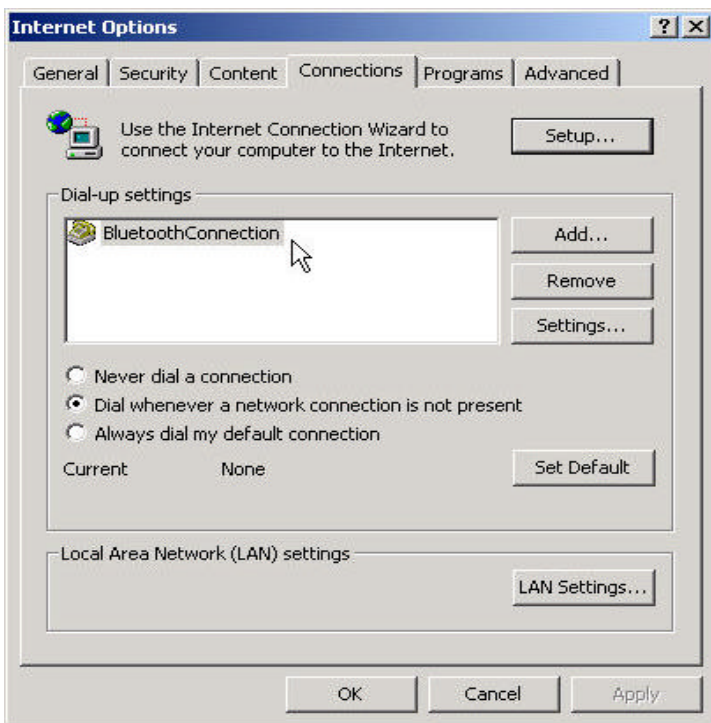 Internet Options ? X
General Security Content Connections Programs Advanced
Use the Internet Connection Wizard to
connect your computer to the Internet.
Setup...
Dial-up settings
BluetoothConnection
Add...
Remove
Settings...
Never dial a connection
Dial whenever a network connection is not present
Always dial my default connection
Current None
Set Default
Local Area Network (LAN) settings
LAN Settings...
OK Cancel Apply